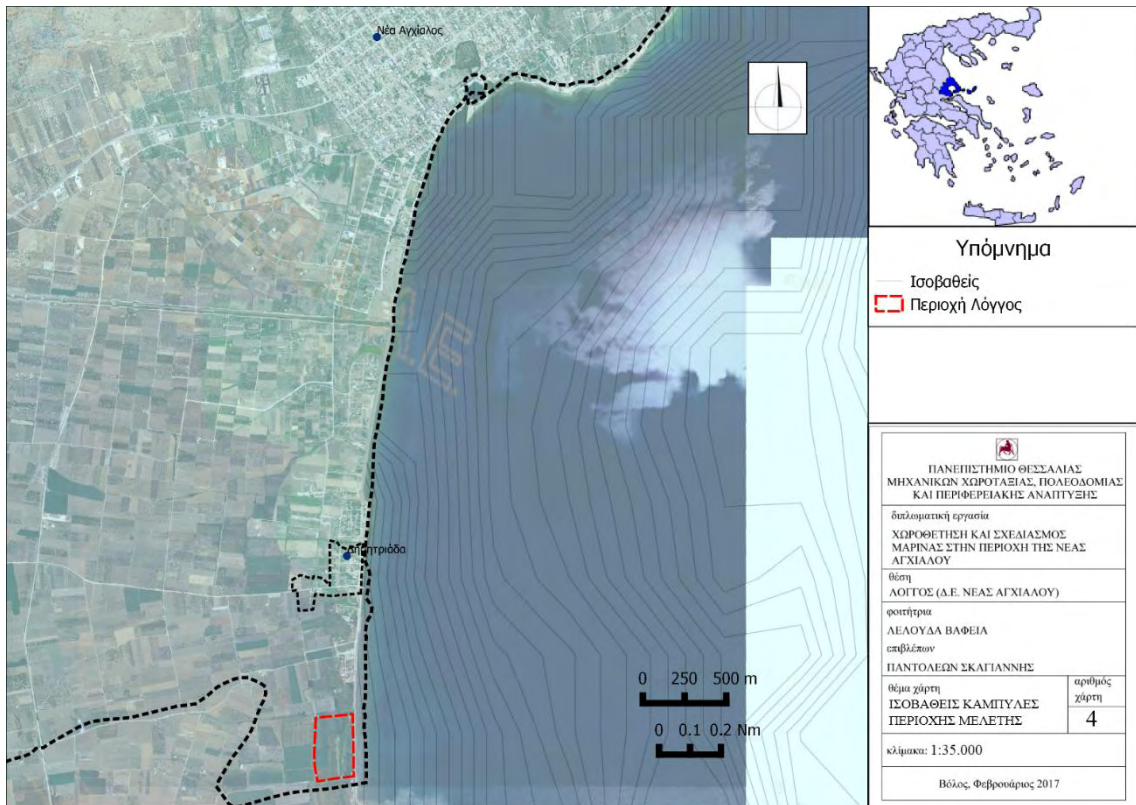 Νέα Αγχίαλος
Δημητριάδα
0 250 500 m
0 0.1 0.2 Nm
Υπόμνημα
Ισοβαθείς
Περιοχή Λόγγος
ΠΑΝΕΠΙΣΤΗΜΙΟ ΘΕΣΣΑΛΙΑΣ
ΜΗΧΑΝΙΚΩΝ ΧΩΡΟΤΑΞΙΑΣ, ΠΟΛΕΟΔΟΜΙΑΣ
ΚΑΙ ΠΕΡΙΦΕΡΕΙΑΚΗΣ ΑΝΑΠΤΥΞΗΣ
διπλωματική εργασία
ΧΩΡΟΘΕΤΗΣΗ ΚΑΙ ΣΧΕΔΙΑΣΜΟΣ
ΜΑΡΙΝΑΣ ΣΤΗΝ ΠΕΡΙΟΧΗ ΤΗΣ ΝΕΑΣ
ΑΓΧΙΑΛΟΥ
θέση
ΛΟΓΓΟΣ (Δ.Ε. ΝΕΑΣ ΑΓΧΙΑΛΟΥ)
φοιτήτρια
ΛΕΛΟΥΔΑ ΒΑΦΕΙΑ
επιβλέπων
ΠΑΝΤΟΛΕΩΝ ΣΚΑΓΙΑΝΝΗΣ
θέμα χάρτη
ΙΣΟΒΑΘΕΙΣ ΚΑΜΠΥΛΕΣ
ΠΕΡΙΟΧΗΣ ΜΕΛΕΤΗΣ
αριθμός
χάρτη
4
κλίμακα: 1:35.000
Βόλος, Φεβρουάριος 2017